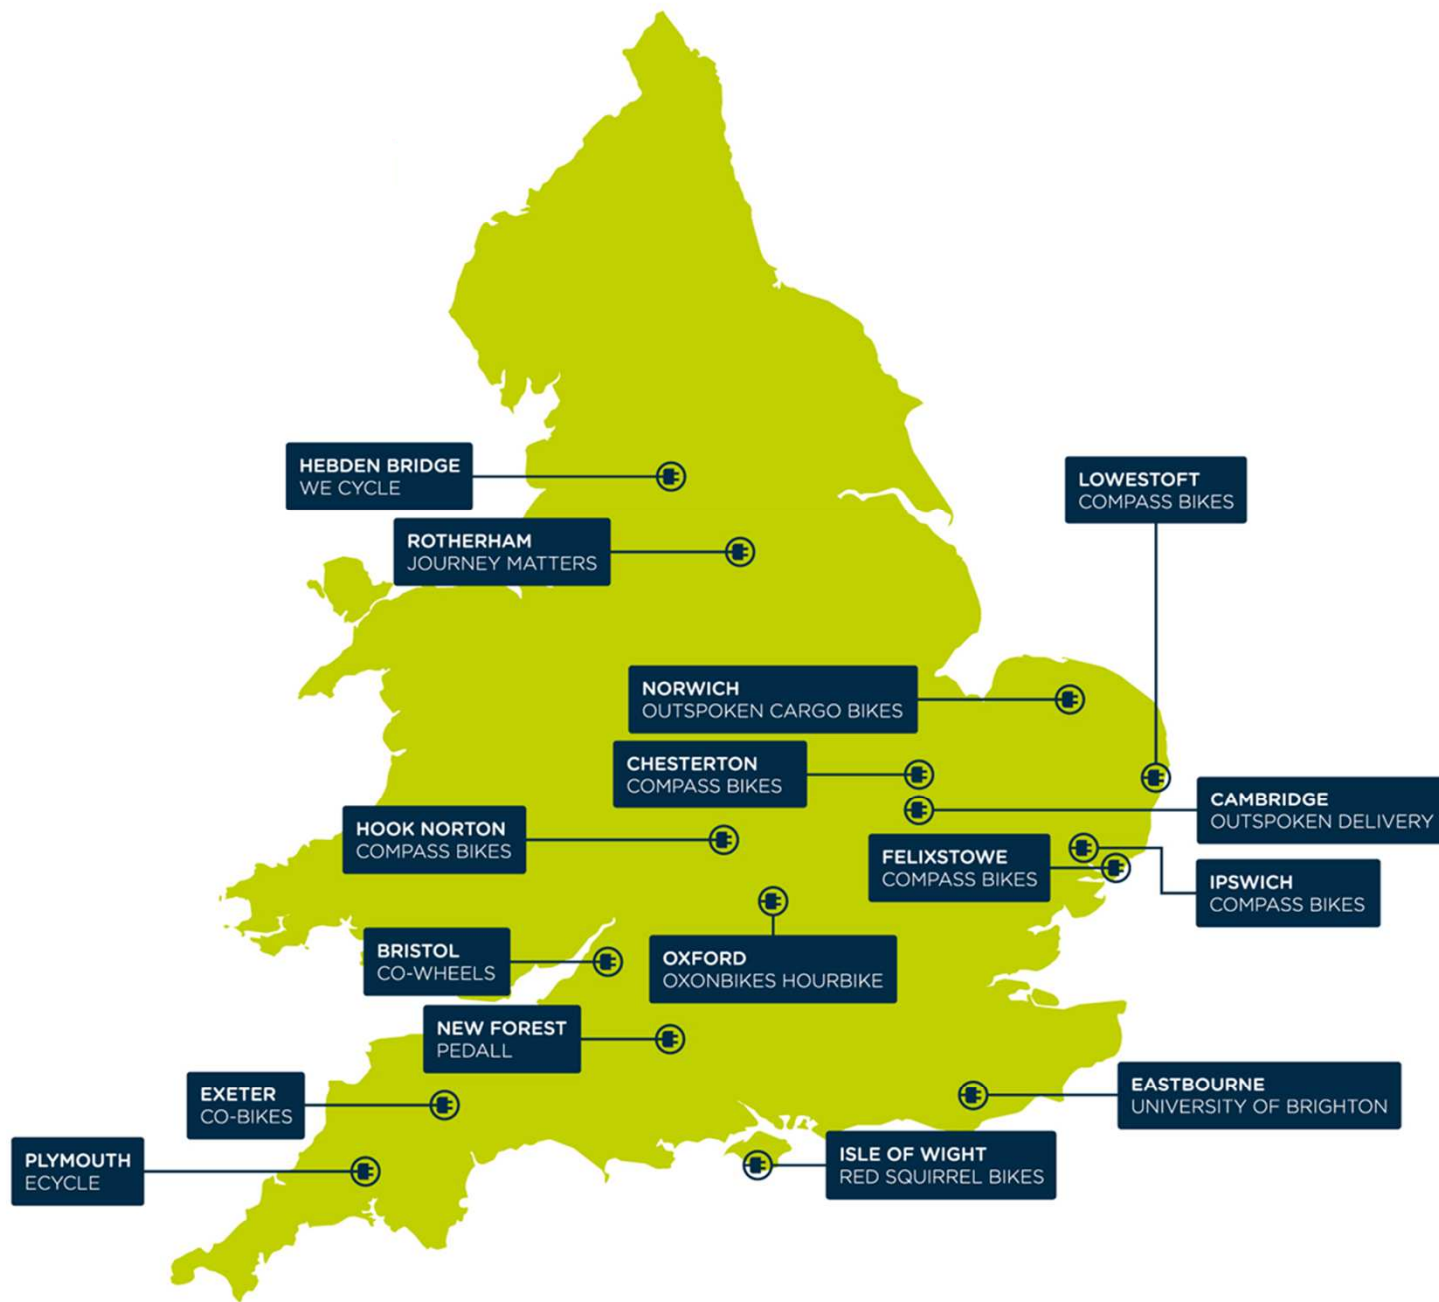 HEBDEN BRIDGE
WE CYCLE
LOWESTOFT
COMPASS BIKES
ROTHERHAM
JOURNEY MATTERS
NORWICH
OUTSPOKEN CARGO BIKES
CHESTERTON
COMPASS BIKES
CAMBRIDGE
OUTSPOKEN DELIVERY
HOOK NORTON
COMPASS BIKES
FELIXSTOWE
COMPASS BIKES
IPSWICH
COMPASS BIKES
BRISTOL
CO-WHEELS
OXFORD
OXONBIKES HOURBIKE
NEW FOREST
PEDALL
EXETER
CO-BIKES
EASTBOURNE
UNIVERSITY OF BRIGHTON
PLYMOUTH
ECYCLE
ISLE OF WIGHT
RED SQUIRREL BIKES